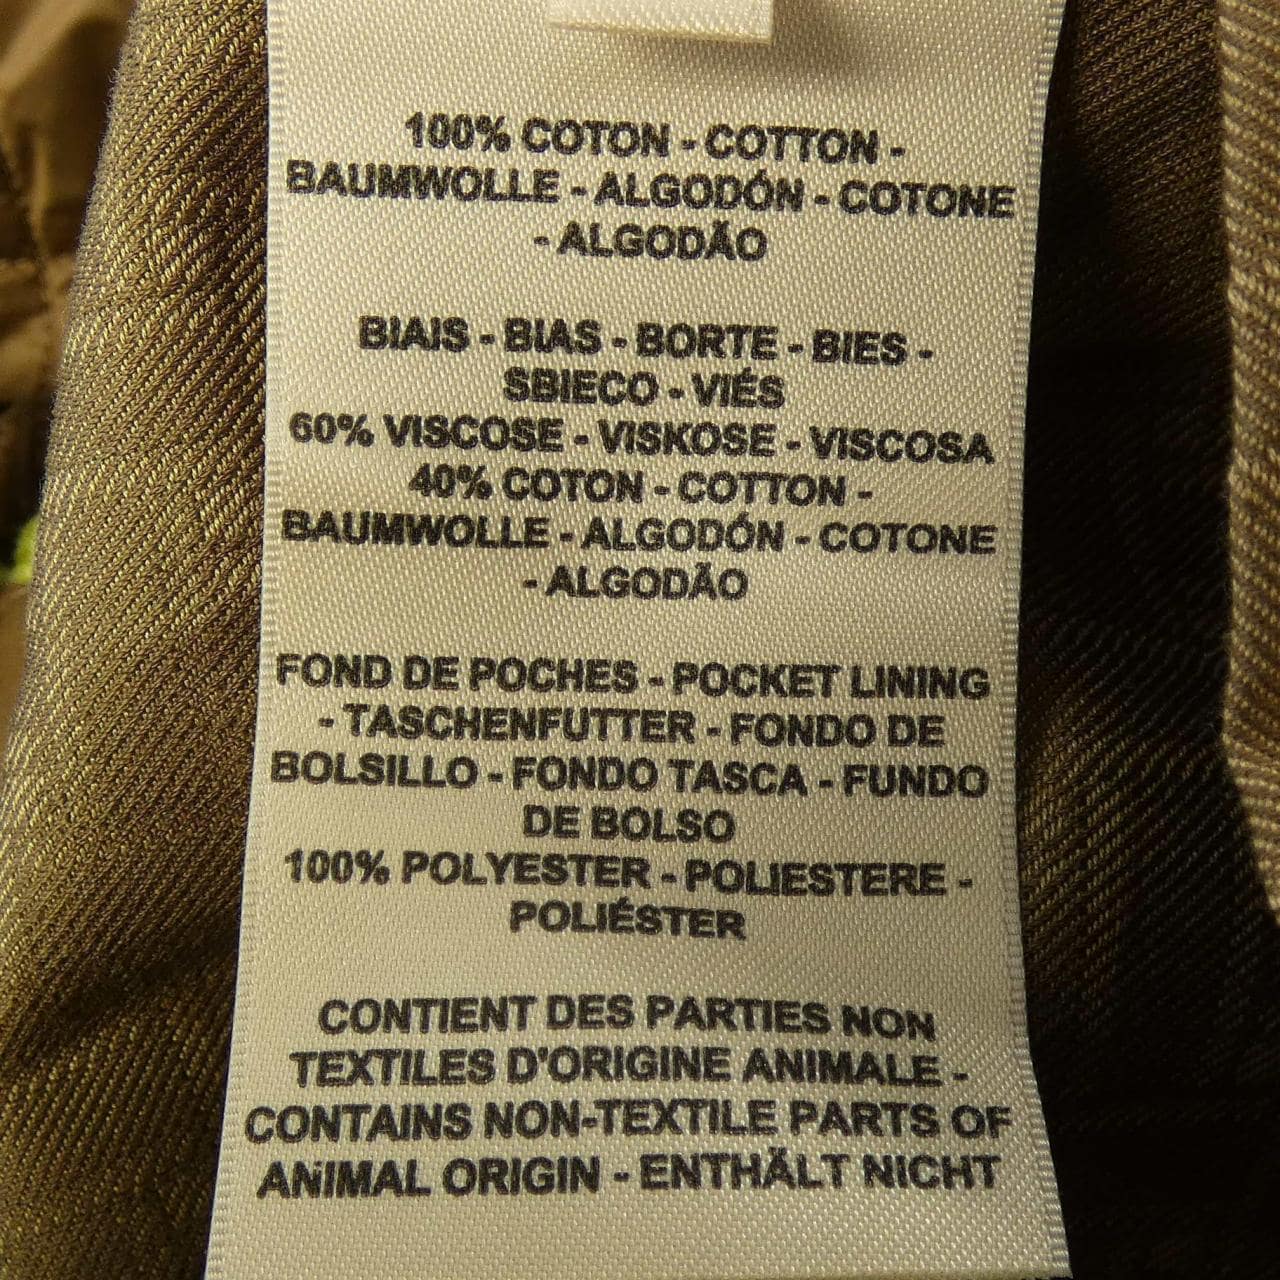 100% COTON - COTTON -
BAUMWOLLE - ALGODÓN - COTONE
- ALGODÃO
BIAIS - BIAS - BORTE - BIES -
SBIECO - VIÉS
60% VISCOSE - VISKOSE - VISCOSA
40% COTON - COTTON -
BAUMWOLLE - ALGODÓN - COTONE
- ALGODÃO
FOND DE POCHES - POCKET LINING
- TASCHENFUTTER - FONDO DE
BOLSILLO - FONDO TASCA - FUNDO
DE BOLSO
100% POLYESTER - POLIESTERE -
POLIÉSTER
CONTIENT DES PARTIES NON
TEXTILES D'ORIGINE ANIMALE -
CONTAINS NON-TEXTILE PARTS OF
ANIMAL ORIGIN - ENTHÄLT NICHT